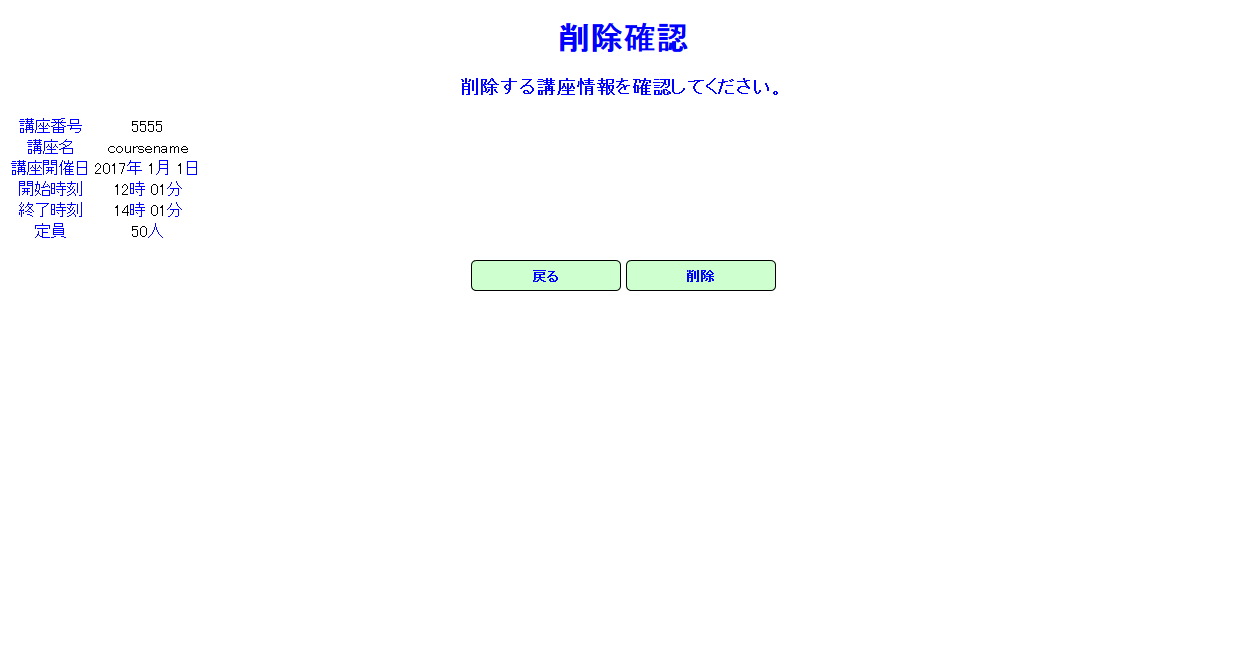 削除確認
削除する講座情報を確認してください。
講座番号 5555
講座名 coursename
講座開催日 2017年 1月 1日
開始時刻 12時 01分
終了時刻 14時 01分
定員 50人
戻る 削除